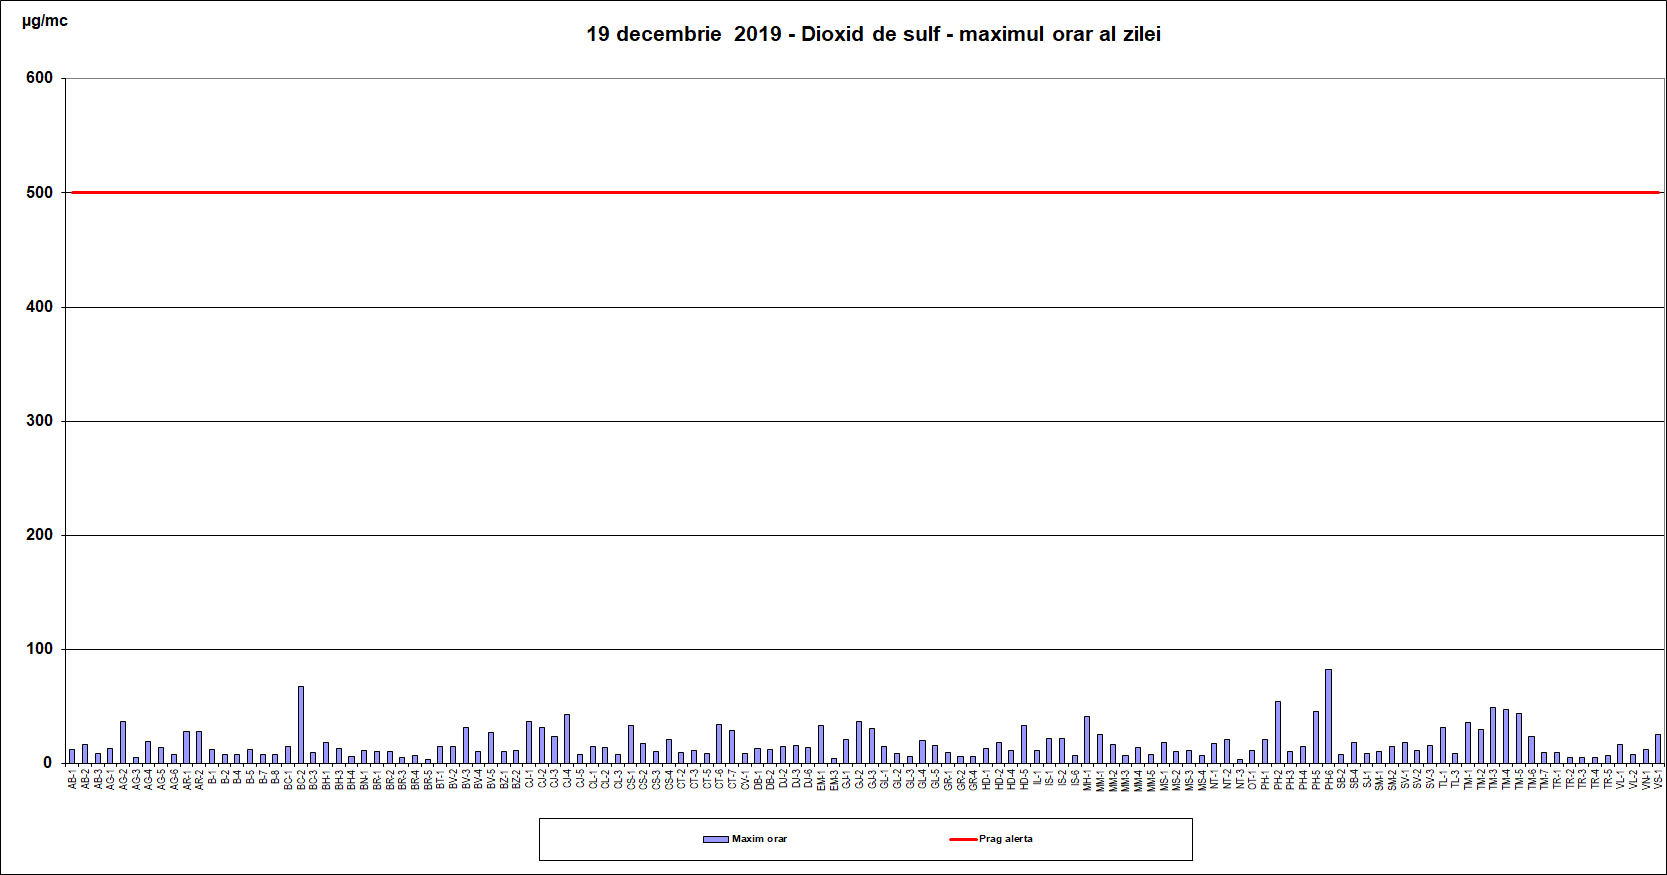 µg/mc
19 decembrie 2019 - Dioxid de sulf - maximul orar al zilei
600
500
400
300
200
100
0
AB-1 AB-2 AB-3 AG-1 AG-2 AG-3 AG-4 AG-5 AG-6 AR-1 AR-2 B-1 B-2 B-4 B-5 B-7 B-8 BC-1 BC-2 BC-3 BH-1 BH-3 BH-4 BN-1 BR-1 BR-2 BR-3 BR-4 BR-5 BT-1 BV-2 BV-3 BV-4 BV-5 BZ-1 BZ-2 CJ-1 CJ-2 CJ-3 CJ-4 CJ-5 CL-1 CL-2 CL-3 CS-1 CS-2 CS-3 CS-4 CT-2 CT-3 CT-5 CT-6 CT-7 CV-1 DB-1 DB-2 DJ-2 DJ-3 DJ-6 EM-1 EM-3 GJ-1 GJ-2 GJ-3 GL-1 GL-2 GL-3 GL-4 GL-5 GR-1 GR-2 GR-4 HD-1 HD-2 HD-4 HD-5 IL-1 IS-1 IS-2 IS-6 MH-1 MM-1 MM-2 MM-3 MM-4 MM-5 MS-1 MS-2 MS-3 MS-4 NT-1 NT-2 NT-3 OT-1 PH-1 PH-2 PH-3 PH-4 PH-5 PH-6 SB-2 SB-4 SJ-1 SM-1 SM-2 SV-1 SV-2 SV-3 TL-1 TL-3 TM-1 TM-2 TM-3 TM-4 TM-5 TM-6 TM-7 TR-1 TR-2 TR-3 TR-4 TR-5 VL-1 VL-2 VN-1 VS-1
Maxim orar Prag alerta